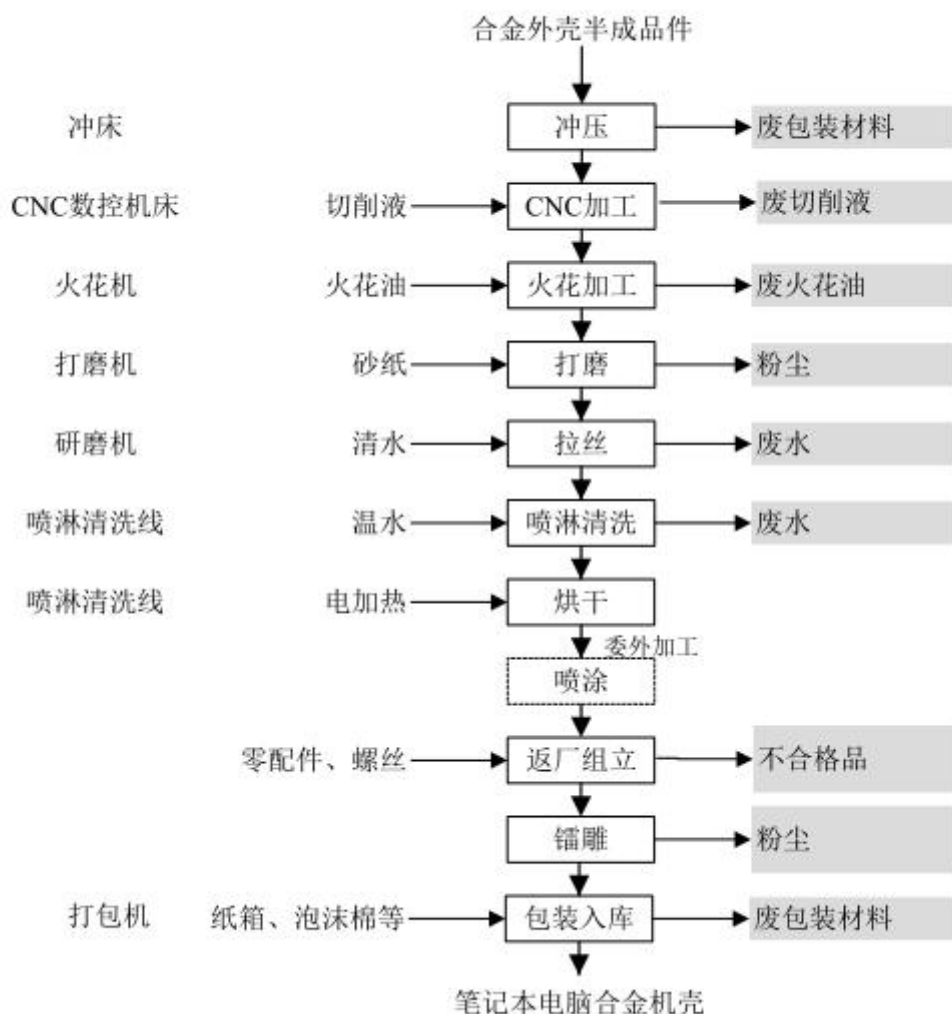 合金外壳半成品件
冲床 冲压 废包装材料
CNC数控机床 切削液 CNC加工 废切削液
火花机 火花油 火花加工 废火花油
打磨机 砂纸 打磨 粉尘
研磨机 清水 拉丝 废水
喷淋清洗线 温水 喷淋清洗 废水
喷淋清洗线 电加热 烘干
委外加工
喷涂
零配件、螺丝 返厂组立 不合格品
镭雕 粉尘
打包机 纸箱、泡沫棉等 包装入库 废包装材料
笔记本电脑合金机壳